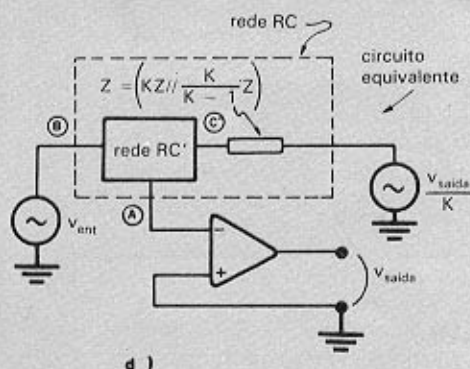 rede RC
circuito
equivalente
Z = (KZ// K/K - 1 Z)
B
C'
rede RC'
A
v_ent
v_saída/K
−
+
v_saída
d )